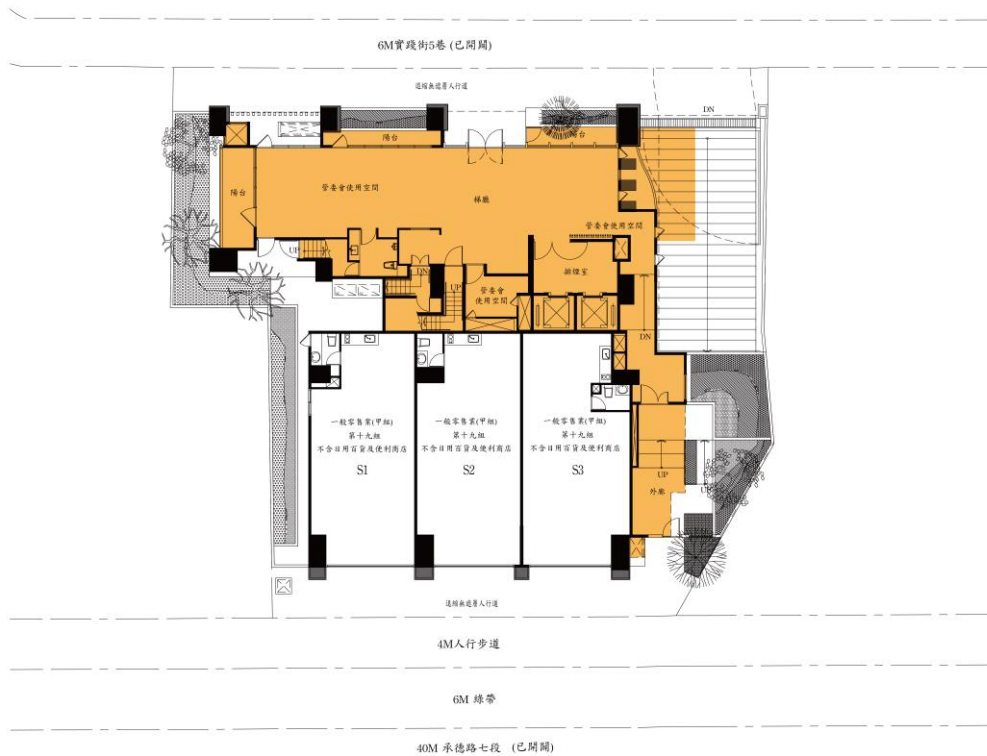 6M實踐街5巷 (已開闢)
退縮無遮簷人行道
DN
陽台
陽台
陽台
管委會使用空間
梯廳
管委會使用空間
UP
DN
UP
管委會
使用空間
排煙室
DN
一般零售業(甲組)
第十九組
不含日用百貨及便利商店
S1
一般零售業(甲組)
第十九組
不含日用百貨及便利商店
S2
一般零售業(甲組)
第十九組
不含日用百貨及便利商店
S3
UP
外廊
退縮無遮簷人行道
4M人行步道
6M 綠帶
40M 承德路七段 (已開闢)